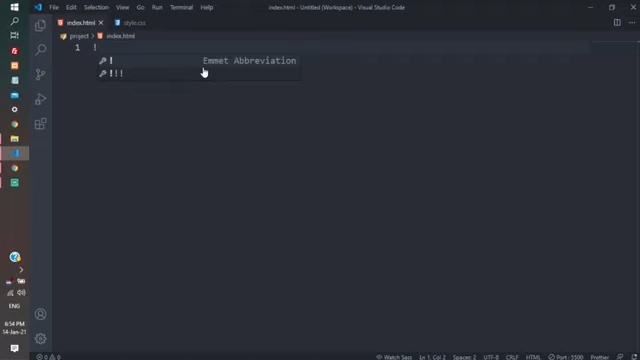 File Edit Selection View Go Run Terminal Help
index.html - Untitled (Workspace) - Visual Studio Code
index.html style.css
project > index.html
1 !
! Emmet Abbreviation
!!!
ENG
6:54 PM
14-Jan-21
0 0
Watch Sass Ln 1, Col 2 Spaces: 2 UTF-8 CRLF HTML Port : 5500 Prettier